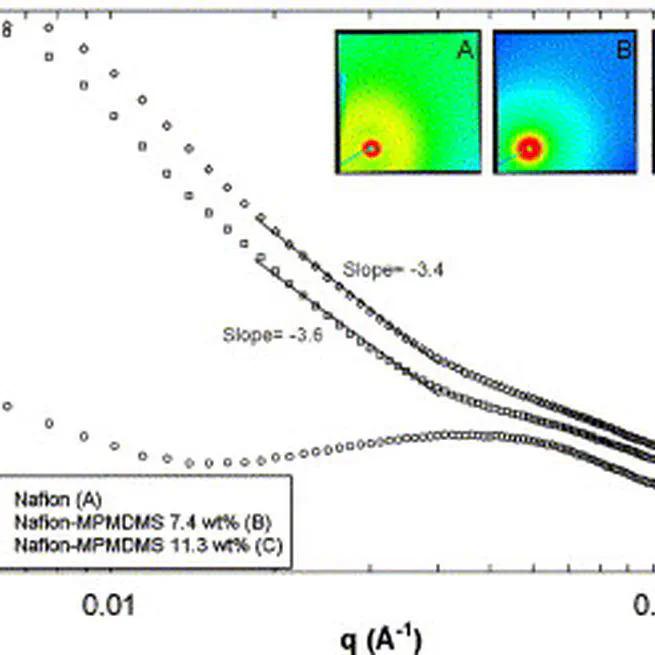 A
B
Slope= -3.4
Slope= -3.6
Nafion (A)
Nafion-MPMDMS 7.4 wt% (B)
Nafion-MPMDMS 11.3 wt% (C)
0.01
0.
q (Å-1)